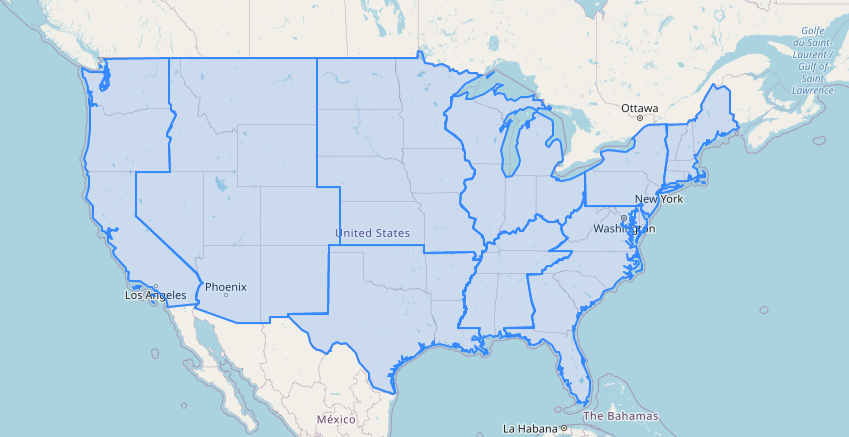 Golfe
du Saint-
Laurent /
Gulf of
Saint
Lawrence
Ottawa
New York
Washington
United States
Phoenix
Los Angeles
México
The Bahamas
La Habana